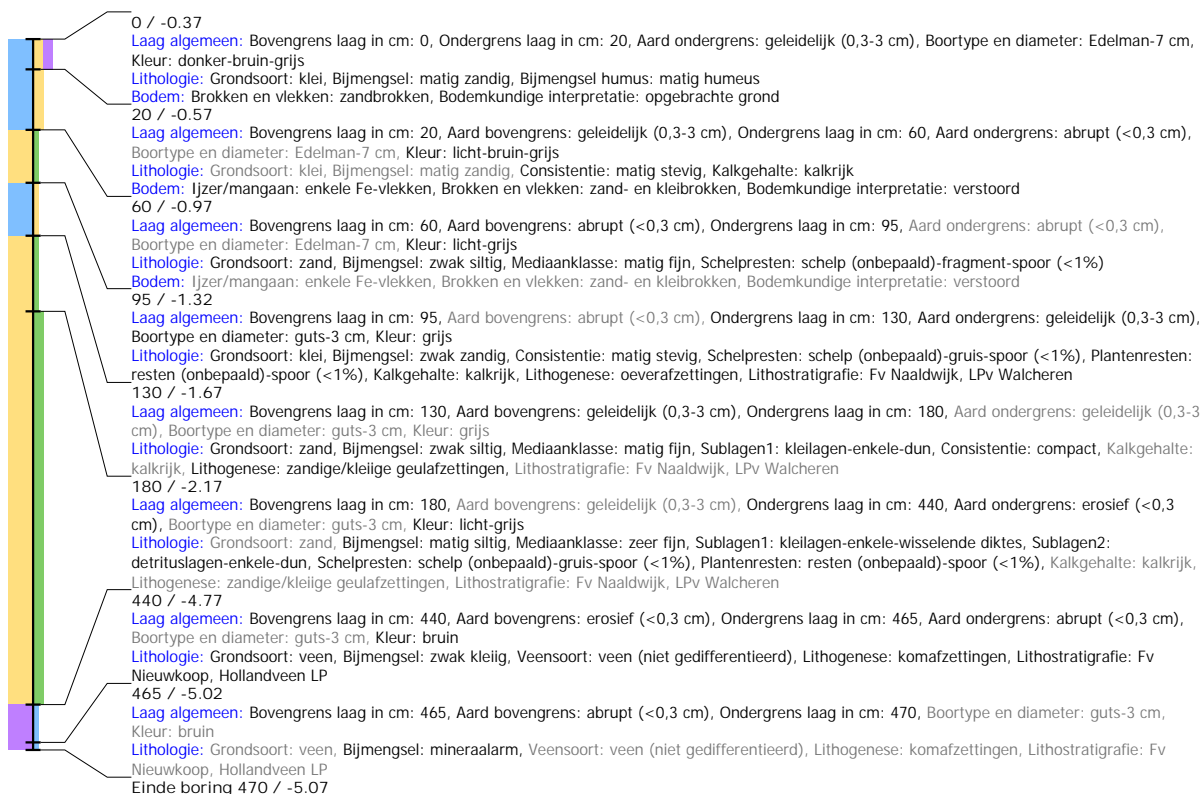 0 / -0.37
Laag algemeen: Bovengrens laag in cm: 0, Ondergrens laag in cm: 20, Aard ondergrens: geleidelijk (0,3-3 cm), Boortype en diameter: Edelman-7 cm,
Kleur: donker-bruin-grijs
Lithologie: Grondsoort: klei, Bijmengsel: matig zandig, Bijmengsel humus: matig humeus
Bodem: Brokken en vlekken: zandbrokken, Bodemkundige interpretatie: opgebrachte grond
20 / -0.57
Laag algemeen: Bovengrens laag in cm: 20, Aard bovengrens: geleidelijk (0,3-3 cm), Ondergrens laag in cm: 60, Aard ondergrens: abrupt (<0,3 cm),
Boortype en diameter: Edelman-7 cm, Kleur: licht-bruin-grijs
Lithologie: Grondsoort: klei, Bijmengsel: matig zandig, Consistentie: matig stevig, Kalkgehalte: kalkrijk
Bodem: Ijzer/mangaan: enkele Fe-vlekken, Brokken en vlekken: zand- en kleibrokken, Bodemkundige interpretatie: verstoord
60 / -0.97
Laag algemeen: Bovengrens laag in cm: 60, Aard bovengrens: abrupt (<0,3 cm), Ondergrens laag in cm: 95, Aard ondergrens: abrupt (<0,3 cm),
Boortype en diameter: Edelman-7 cm, Kleur: licht-grijs
Lithologie: Grondsoort: zand, Bijmengsel: zwak siltig, Mediaanklasse: matig fijn, Schelpresten: schelp (onbepaald)-fragment-spoor (<1%)
Bodem: Ijzer/mangaan: enkele Fe-vlekken, Brokken en vlekken: zand- en kleibrokken, Bodemkundige interpretatie: verstoord
95 / -1.32
Laag algemeen: Bovengrens laag in cm: 95, Aard bovengrens: abrupt (<0,3 cm), Ondergrens laag in cm: 130, Aard ondergrens: geleidelijk (0,3-3 cm),
Boortype en diameter: guts-3 cm, Kleur: grijs
Lithologie: Grondsoort: klei, Bijmengsel: zwak zandig, Consistentie: matig stevig, Schelpresten: schelp (onbepaald)-gruis-spoor (<1%), Plantenresten:
resten (onbepaald)-spoor (<1%), Kalkgehalte: kalkrijk, Lithogenese: oeverafzettingen, Lithostratigrafie: Fv Naaldwijk, LPv Walcheren
130 / -1.67
Laag algemeen: Bovengrens laag in cm: 130, Aard bovengrens: geleidelijk (0,3-3 cm), Ondergrens laag in cm: 180, Aard ondergrens: geleidelijk (0,3-3
cm), Boortype en diameter: guts-3 cm, Kleur: grijs
Lithologie: Grondsoort: zand, Bijmengsel: zwak siltig, Mediaanklasse: matig fijn, Sublagen1: kleilagen-enkele-dun, Consistentie: compact, Kalkgehalte:
kalkrijk, Lithogenese: zandige/kleiige geulafzettingen, Lithostratigrafie: Fv Naaldwijk, LPv Walcheren
180 / -2.17
Laag algemeen: Bovengrens laag in cm: 180, Aard bovengrens: geleidelijk (0,3-3 cm), Ondergrens laag in cm: 440, Aard ondergrens: erosief (<0,3
cm), Boortype en diameter: guts-3 cm, Kleur: licht-grijs
Lithologie: Grondsoort: zand, Bijmengsel: matig siltig, Mediaanklasse: zeer fijn, Sublagen1: kleilagen-enkele-wisselende diktes, Sublagen2:
detrituslagen-enkele-dun, Schelpresten: schelp (onbepaald)-gruis-spoor (<1%), Plantenresten: resten (onbepaald)-spoor (<1%), Kalkgehalte: kalkrijk,
Lithogenese: zandige/kleiige geulafzettingen, Lithostratigrafie: Fv Naaldwijk, LPv Walcheren
440 / -4.77
Laag algemeen: Bovengrens laag in cm: 440, Aard bovengrens: erosief (<0,3 cm), Ondergrens laag in cm: 465, Aard ondergrens: abrupt (<0,3 cm),
Boortype en diameter: guts-3 cm, Kleur: bruin
Lithologie: Grondsoort: veen, Bijmengsel: zwak kleiig, Veensoort: veen (niet gedifferentieerd), Lithogenese: komafzettingen, Lithostratigrafie: Fv
Nieuwkoop, Hollandveen LP
465 / -5.02
Laag algemeen: Bovengrens laag in cm: 465, Aard bovengrens: abrupt (<0,3 cm), Ondergrens laag in cm: 470, Boortype en diameter: guts-3 cm,
Kleur: bruin
Lithologie: Grondsoort: veen, Bijmengsel: mineraalarm, Veensoort: veen (niet gedifferentieerd), Lithogenese: komafzettingen, Lithostratigrafie: Fv
Nieuwkoop, Hollandveen LP
Einde boring 470 / -5.07